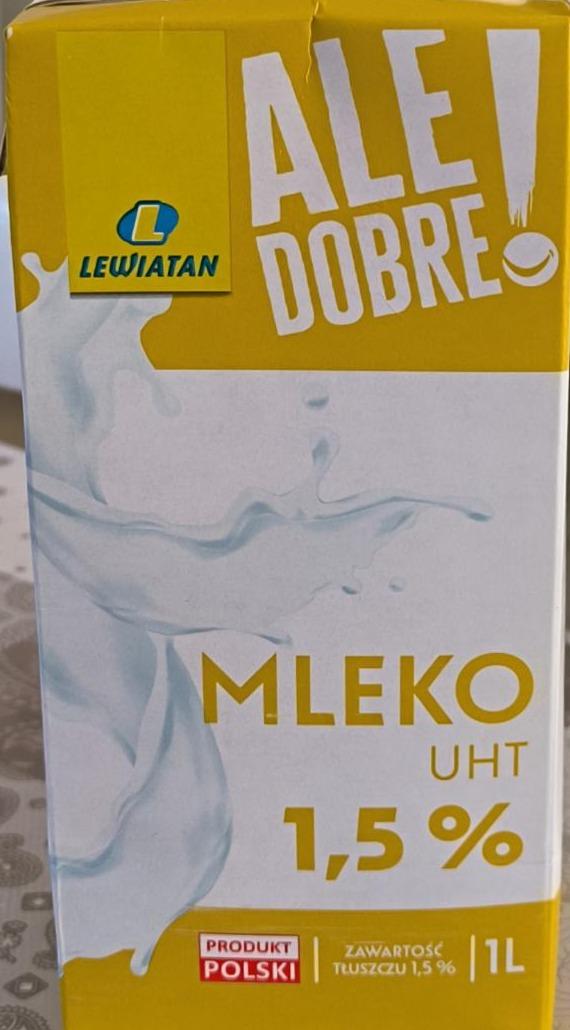 ALE!
DOBRE
L
LEWIATAN
MLEKO
UHT
1,5 %
PRODUKT
POLSKI
ZAWARTOŚĆ
TŁUSZCZU 1,5 %
1L